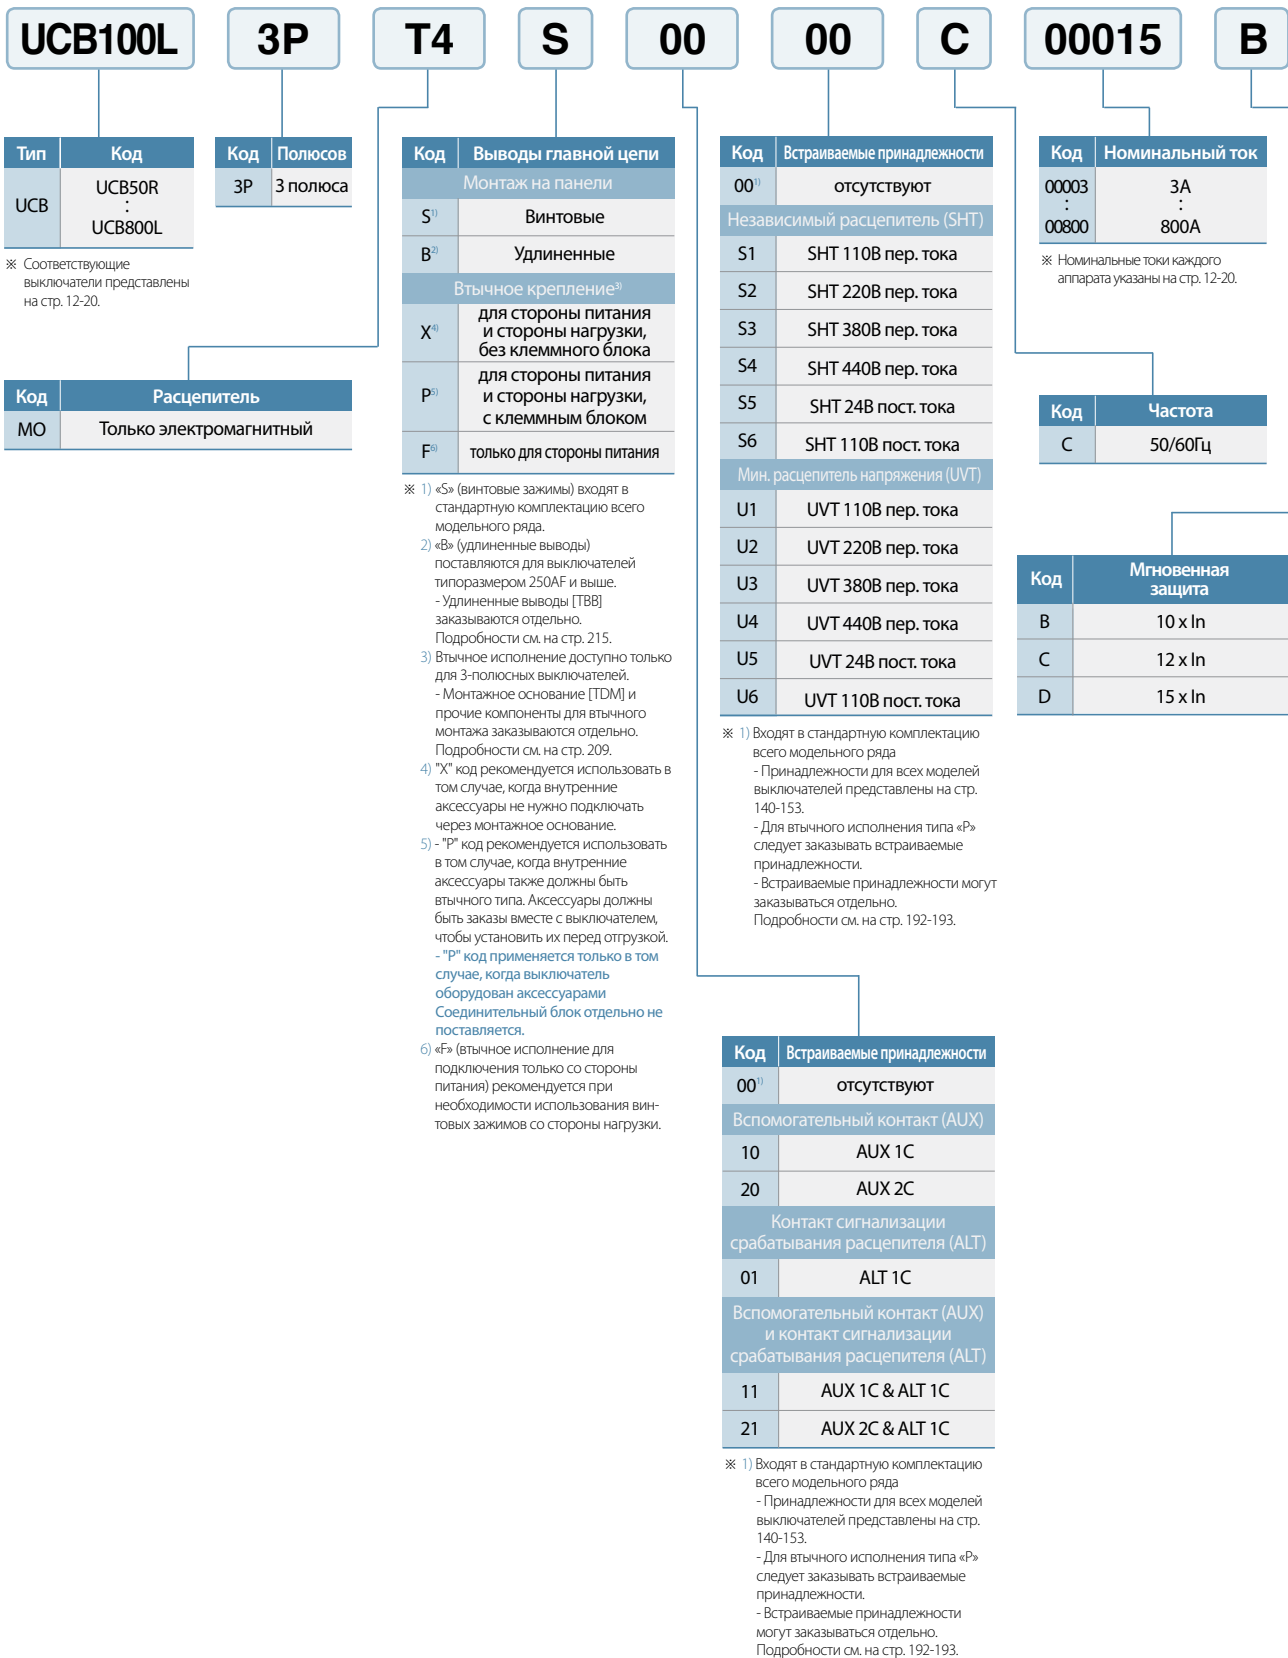 UCB100L 3P T4 S 00 00 C 00015 B
Тип Код
UCB
UCB50R
:
UCB800L
※ Соответствующие
выключатели представлены
на стр. 12-20.
Код Полюсов
3P 3 полюса
Код Расцепитель
MO Только электромагнитный
Код Выводы главной цепи
Монтаж на панели
S1) Винтовые
B2) Удлиненные
Втычное крепление3)
X4)
для стороны питания
и стороны нагрузки,
без клеммного блока
P5)
для стороны питания
и стороны нагрузки,
с клеммным блоком
F6) только для стороны питания
※ 1) «S» (винтовые зажимы) входят в
стандартную комплектацию всего
модельного ряда.
2) «B» (удлиненные выводы)
поставляются для выключателей
типоразмером 250AF и выше.
- Удлиненные выводы [TBB]
заказываются отдельно.
Подробности см. на стр. 215.
3) Втычное исполнение доступно только
для 3-полюсных выключателей.
- Монтажное основание [TDM] и
прочие компоненты для втычного
монтажа заказываются отдельно.
Подробности см. на стр. 209.
4) "X" код рекомендуется использовать в
том случае, когда внутренние
аксессуары не нужно подключать
через монтажное основание.
5) - "P" код рекомендуется использовать
в том случае, когда внутренние
аксессуары также должны быть
втычного типа. Аксессуары должны
быть заказы вместе с выключателем,
чтобы установить их перед отгрузкой.
- "P" код применяется только в том
случае, когда выключатель
оборудован аксессуарами
Соединительный блок отдельно не
поставляется.
6) «F» (втычное исполнение для
подключения только со стороны
питания) рекомендуется при
необходимости использования вин-
товых зажимов со стороны нагрузки.
Код Встраиваемые принадлежности
001) отсутствуют
Независимый расцепитель (SHT)
S1 SHT 110В пер. тока
S2 SHT 220В пер. тока
S3 SHT 380В пер. тока
S4 SHT 440В пер. тока
S5 SHT 24В пост. тока
S6 SHT 110В пост. тока
Мин. расцепитель напряжения (UVT)
U1 UVT 110В пер. тока
U2 UVT 220В пер. тока
U3 UVT 380В пер. тока
U4 UVT 440В пер. тока
U5 UVT 24В пост. тока
U6 UVT 110В пост. тока
※ 1) Входят в стандартную комплектацию
всего модельного ряда
- Принадлежности для всех моделей
выключателей представлены на стр.
140-153.
- Для втычного исполнения типа «P»
следует заказывать встраиваемые
принадлежности.
- Встраиваемые принадлежности могут
заказываться отдельно.
Подробности см. на стр. 192-193.
Код Номинальный ток
00003 3A
: :
00800 800A
※ Номинальные токи каждого
аппарата указаны на стр. 12-20.
Код Частота
C 50/60Гц
Код
Мгновенная
защита
B 10 x In
C 12 x In
D 15 x In
Код Встраиваемые принадлежности
001) отсутствуют
Вспомогательный контакт (AUX)
10 AUX 1C
20 AUX 2C
Контакт сигнализации
срабатывания расцепителя (ALT)
01 ALT 1C
Вспомогательный контакт (AUX)
и контакт сигнализации
срабатывания расцепителя (ALT)
11 AUX 1C & ALT 1C
21 AUX 2C & ALT 1C
※ 1) Входят в стандартную комплектацию
всего модельного ряда
- Принадлежности для всех моделей
выключателей представлены на стр.
140-153.
- Для втычного исполнения типа «P»
следует заказывать встраиваемые
принадлежности.
- Встраиваемые принадлежности
могут заказываться отдельно.
Подробности см. на стр. 192-193.